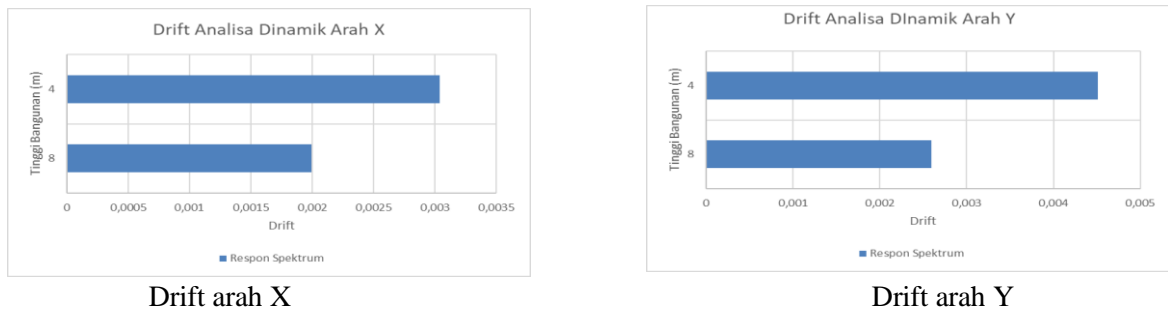 Drift Analisa Dinamik Arah X
Tinggi Bangunan (m)
4
8
0 0,0005 0,001 0,0015 0,002 0,0025 0,003 0,0035
Drift
Respon Spektrum
Drift arah X
Drift Analisa DInamik Arah Y
Tinggi Bangunan (m)
4
8
0 0,001 0,002 0,003 0,004 0,005
Drift
Respon Spektrum
Drift arah Y